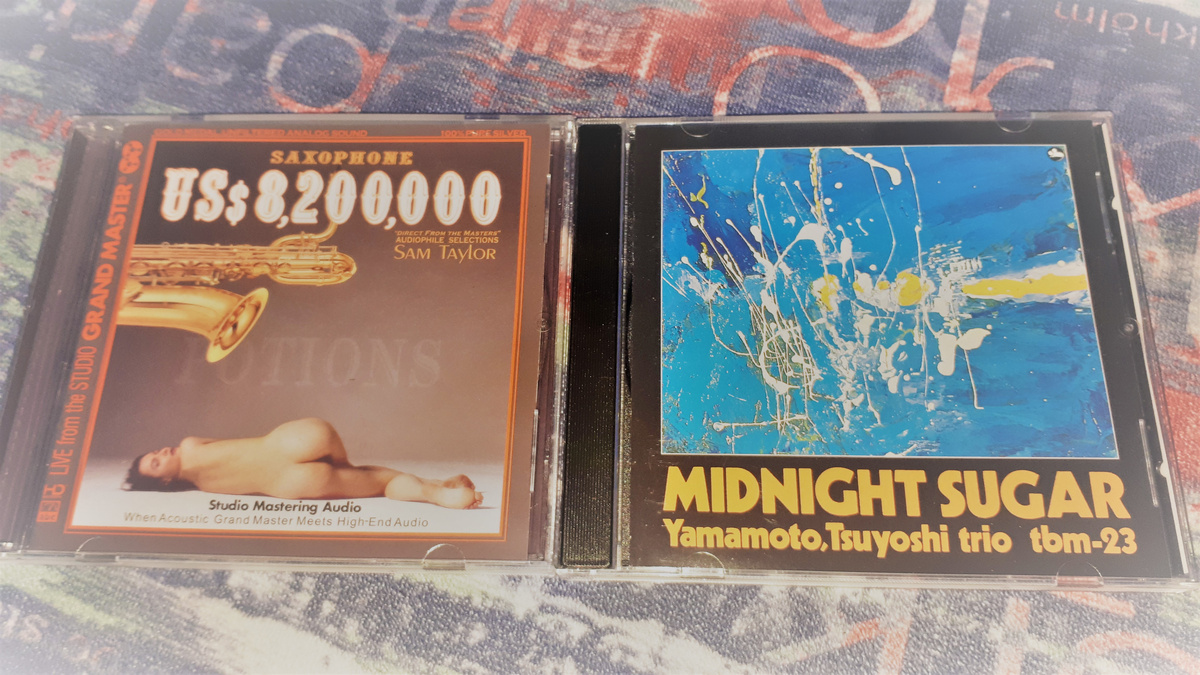 100% PURE SILVER
SAXOPHONE
US$ 8,200,000
"DIRECT FROM THE MASTERS"
AUDIOPHILE SELECTIONS
SAM TAYLOR
LIVE from the STUDIO GRAND MASTER
POTIONS
Studio Mastering Audio
When Acoustic Grand Master Meets High-End Audio
MIDNIGHT SUGAR
Yamamoto,Tsuyoshi trio tbm-23
kholm